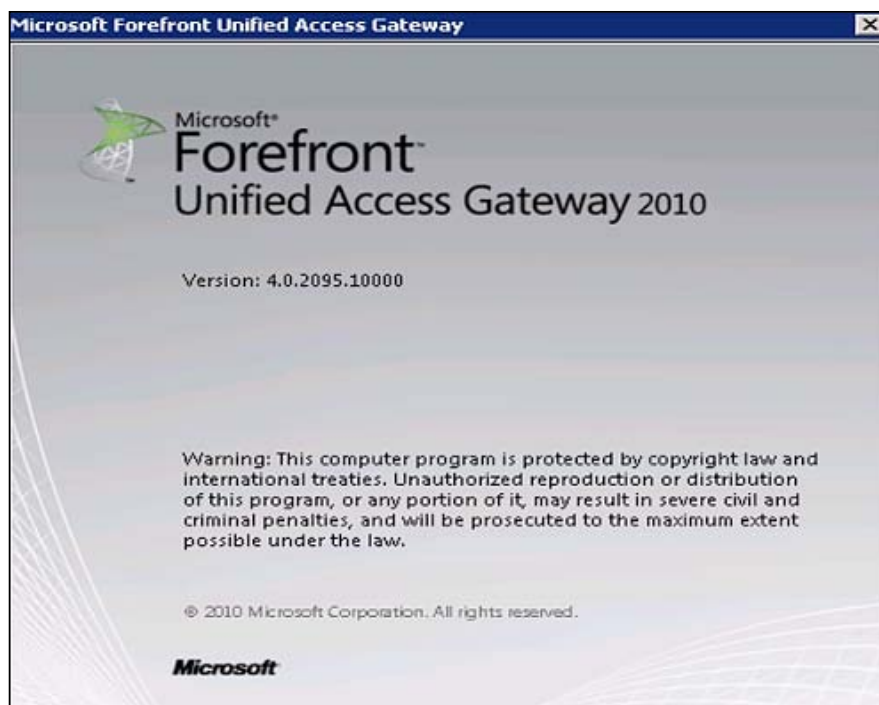 Microsoft Forefront Unified Access Gateway
Microsoft®
Forefront™
Unified Access Gateway 2010
Version: 4.0.2095.10000
Warning: This computer program is protected by copyright law and
international treaties. Unauthorized reproduction or distribution
of this program, or any portion of it, may result in severe civil and
criminal penalties, and will be prosecuted to the maximum extent
possible under the law.
© 2010 Microsoft Corporation. All rights reserved.
Microsoft